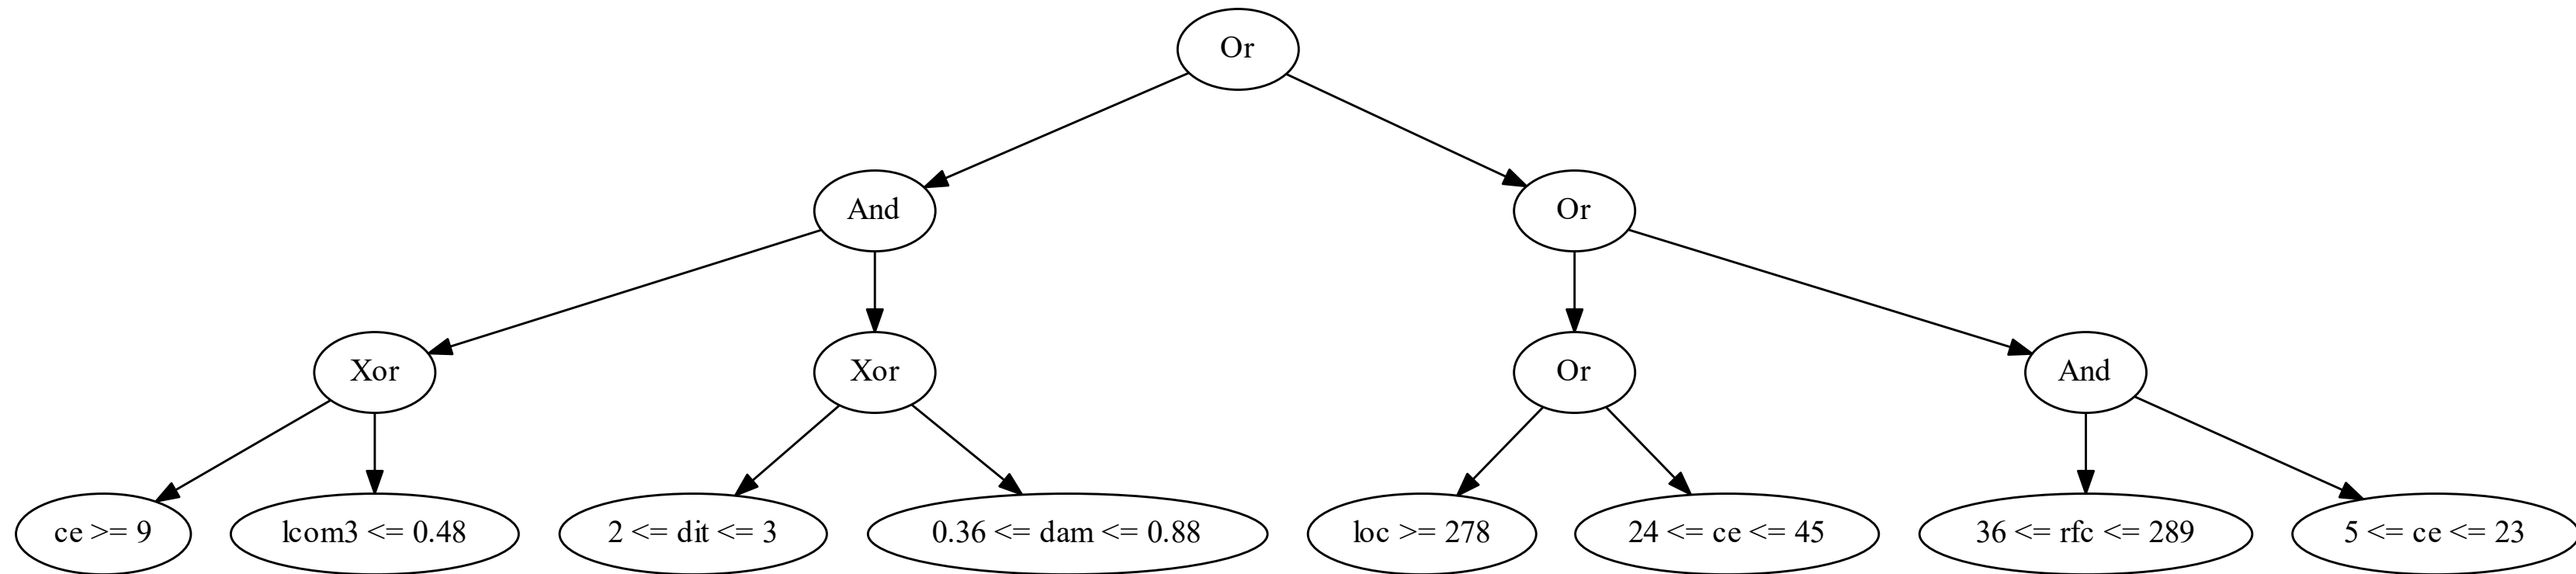 Or
And
Or
Xor
Xor
Or
And
ce >= 9
lcom3 <= 0.48
2 <= dit <= 3
0.36 <= dam <= 0.88
loc >= 278
24 <= ce <= 45
36 <= rfc <= 289
5 <= ce <= 23